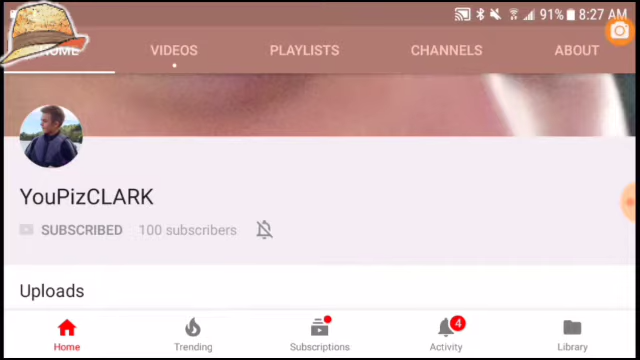 91% 8:27 AM
HOME VIDEOS PLAYLISTS CHANNELS ABOUT
YouPizCLARK
SUBSCRIBED 100 subscribers
Uploads
4
Home Trending Subscriptions Activity Library